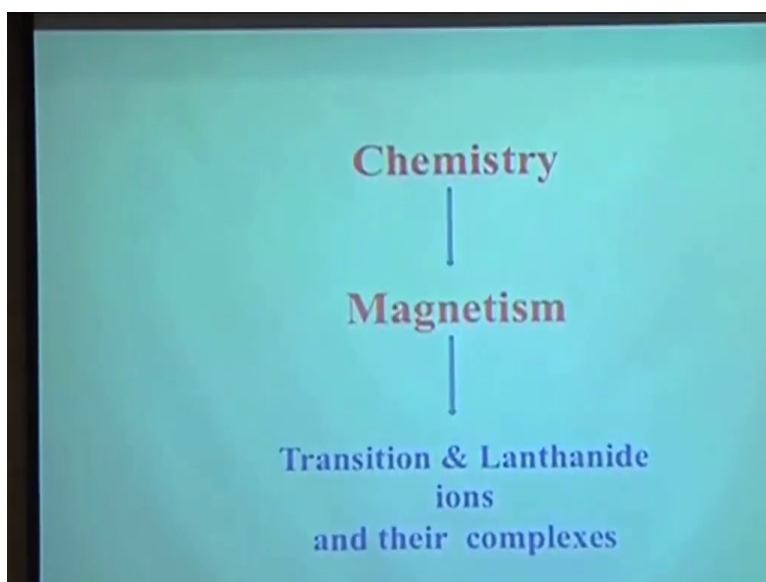 Chemistry
Magnetism
Transition & Lanthanide
ions
and their complexes